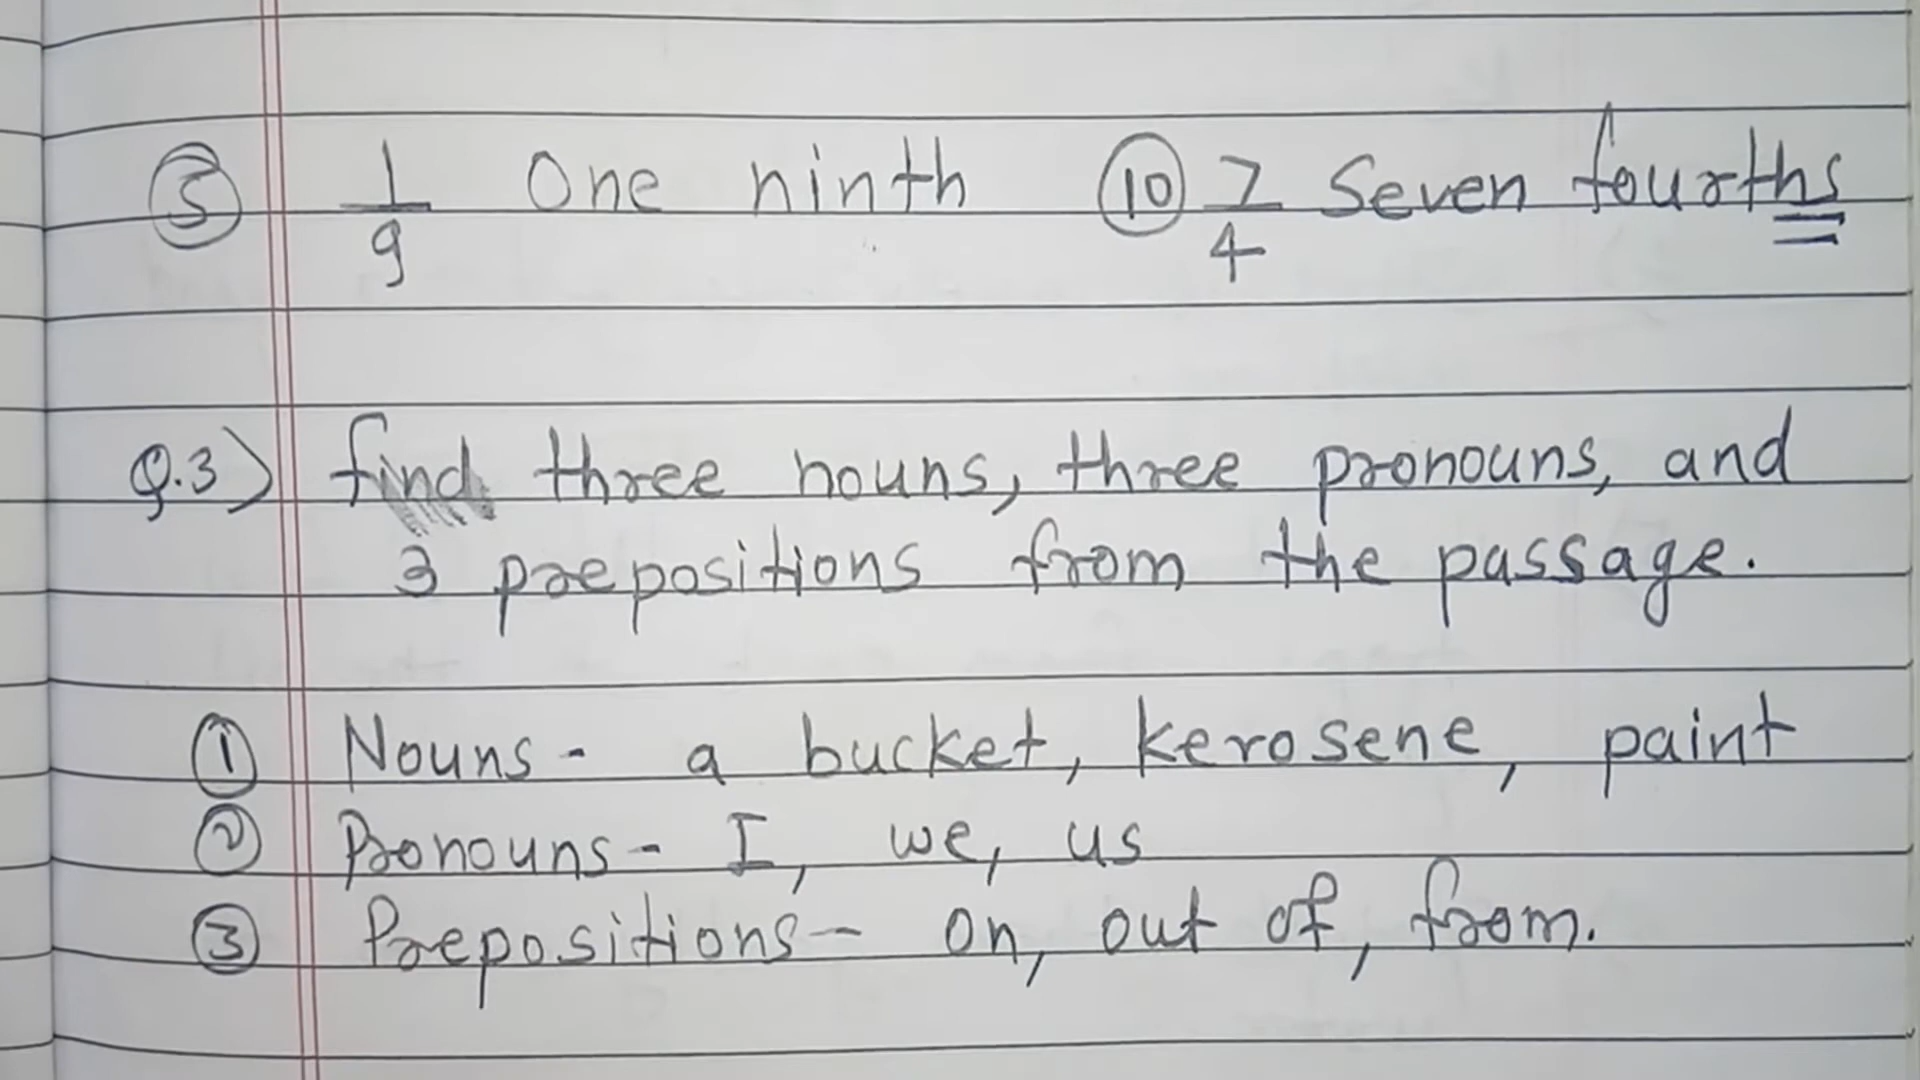 5 1/9 One ninth 10 7/4 Seven fourths
Q.3) find three nouns, three pronouns, and
3 prepositions from the passage.
1 Nouns - a bucket, kerosene, paint
2 Pronouns - I, we, us
3 Prepositions - on, out of, from.